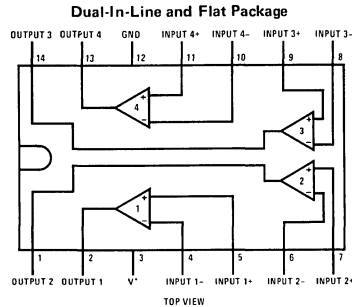 Dual-In-Line and Flat Package
OUTPUT 3 OUTPUT 4 GND INPUT 4+ INPUT 4− INPUT 3+ INPUT 3−
14 13 12 11 10 9 8
+
4
−
+
3
−
+
2
−
+
1
−
1 2 3 4 5 6 7
OUTPUT 2 OUTPUT 1 V+ INPUT 1− INPUT 1+ INPUT 2− INPUT 2+
TOP VIEW